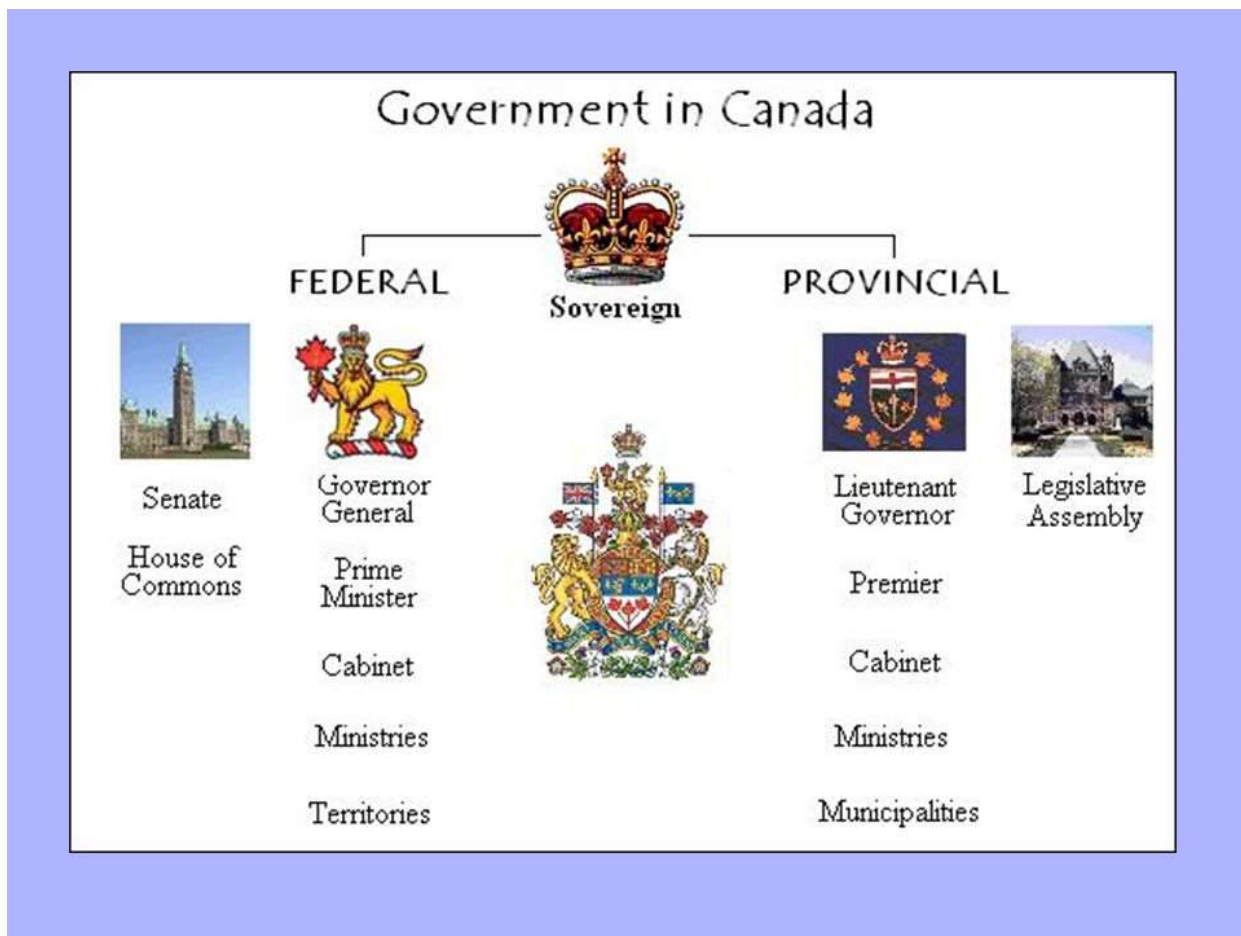 Government in Canada
FEDERAL
PROVINCIAL
Sovereign
Senate
House of
Commons
Governor
General
Prime
Minister
Cabinet
Ministries
Territories
Lieutenant
Governor
Premier
Cabinet
Ministries
Municipalities
Legislative
Assembly